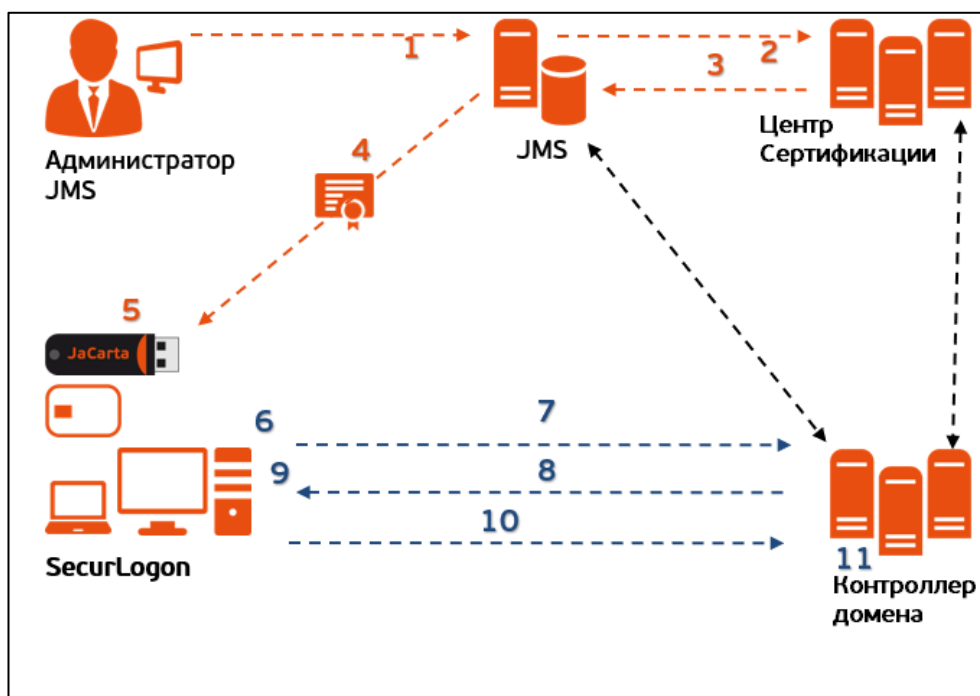 1
2
3
Администратор
JMS
JMS
Центр
Сертификации
4
5
JaCarta
6
7
8
9
10
SecurLogon
11
Контроллер
домена